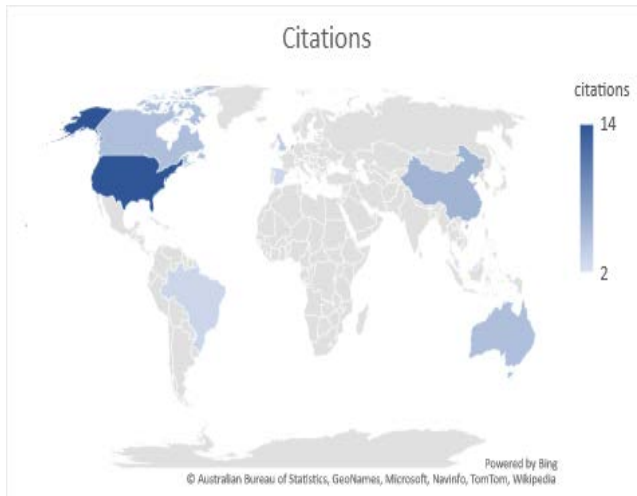 Citations
citations
14
2
Powered by Bing
© Australian Bureau of Statistics, GeoNames, Microsoft, Navinfo, TomTom, Wikipedia